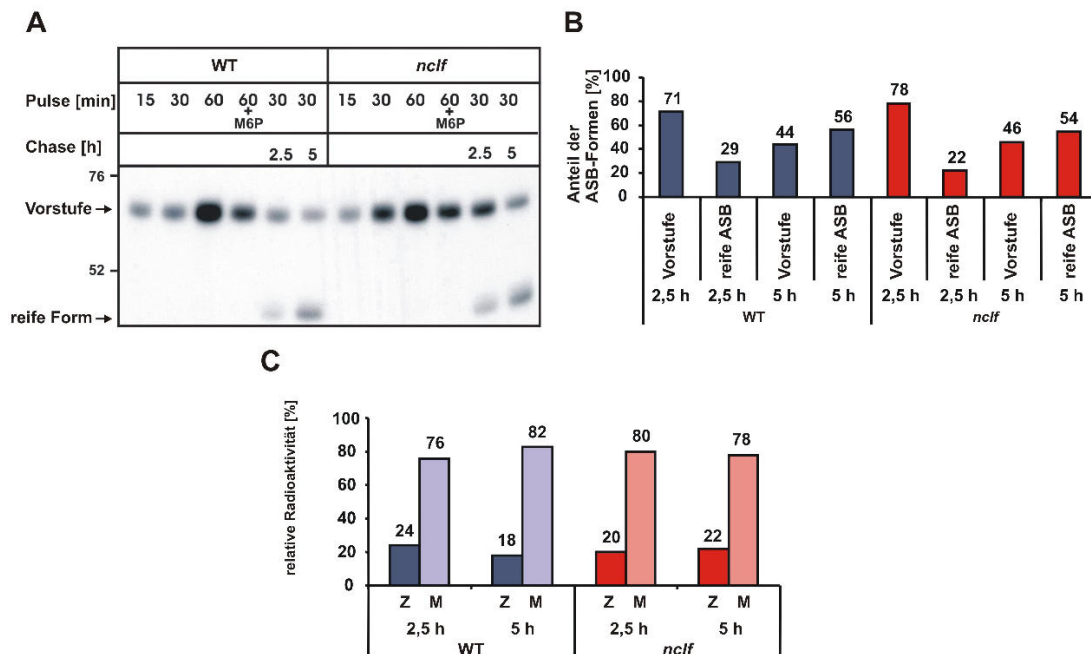 A
WT nclf
Pulse [min] 15 30 60 60 + M6P 30 30 15 30 60 60 + M6P 30 30
Chase [h] 2.5 5 2.5 5
76
Vorstufe
52
reife Form
B
Anteil der ASB-Formen [%]
100
80
60
40
20
0
71 29 44 56 78 22 46 54
Vorstufe reife ASB Vorstufe reife ASB Vorstufe reife ASB Vorstufe reife ASB
2,5 h 2,5 h 5 h 5 h 2,5 h 2,5 h 5 h 5 h
WT nclf
C
relative Radioaktivität [%]
100
80
60
40
20
0
24 76 18 82 20 80 22 78
Z M Z M Z M Z M
2,5 h 5 h 2,5 h 5 h
WT nclf